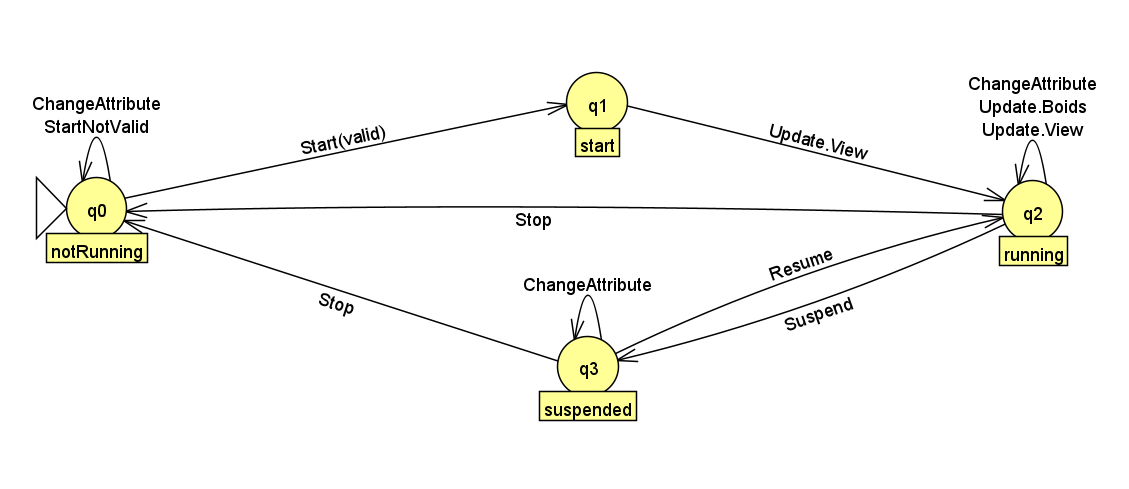 ChangeAttribute
StartNotValid
q0
notRunning
Start(valid)
q1
start
Update.View
ChangeAttribute
Update.Boids
Update.View
q2
running
Stop
Resume
Suspend
Stop
ChangeAttribute
q3
suspended